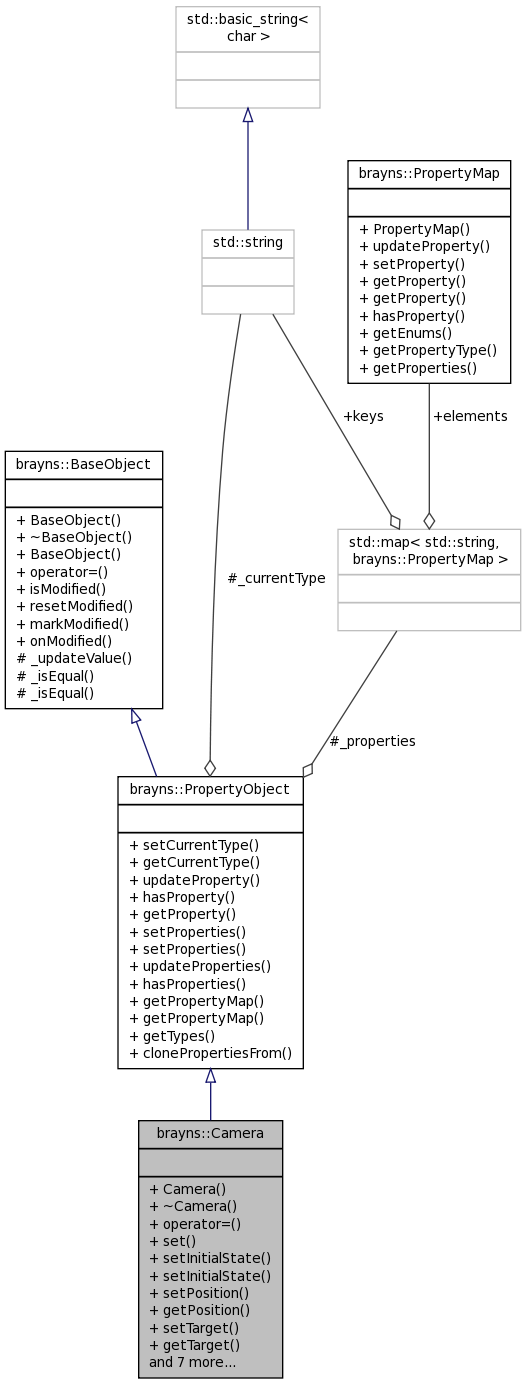 std::basic_string<
char >
brayns::PropertyMap
+ PropertyMap()
+ updateProperty()
+ setProperty()
+ getProperty()
+ getProperty()
+ hasProperty()
+ getEnums()
+ getPropertyType()
+ getProperties()
std::string
+keys
+elements
brayns::BaseObject
+ BaseObject()
+ ~BaseObject()
+ BaseObject()
+ operator=()
+ isModified()
+ resetModified()
+ markModified()
+ onModified()
# _updateValue()
# _isEqual()
# _isEqual()
std::map< std::string,
brayns::PropertyMap >
#_currentType
#_properties
brayns::PropertyObject
+ setCurrentType()
+ getCurrentType()
+ updateProperty()
+ hasProperty()
+ getProperty()
+ setProperties()
+ setProperties()
+ updateProperties()
+ hasProperties()
+ getPropertyMap()
+ getPropertyMap()
+ getTypes()
+ clonePropertiesFrom()
brayns::Camera
+ Camera()
+ ~Camera()
+ operator=()
+ set()
+ setInitialState()
+ setInitialState()
+ setPosition()
+ getPosition()
+ setTarget()
+ getTarget()
and 7 more...